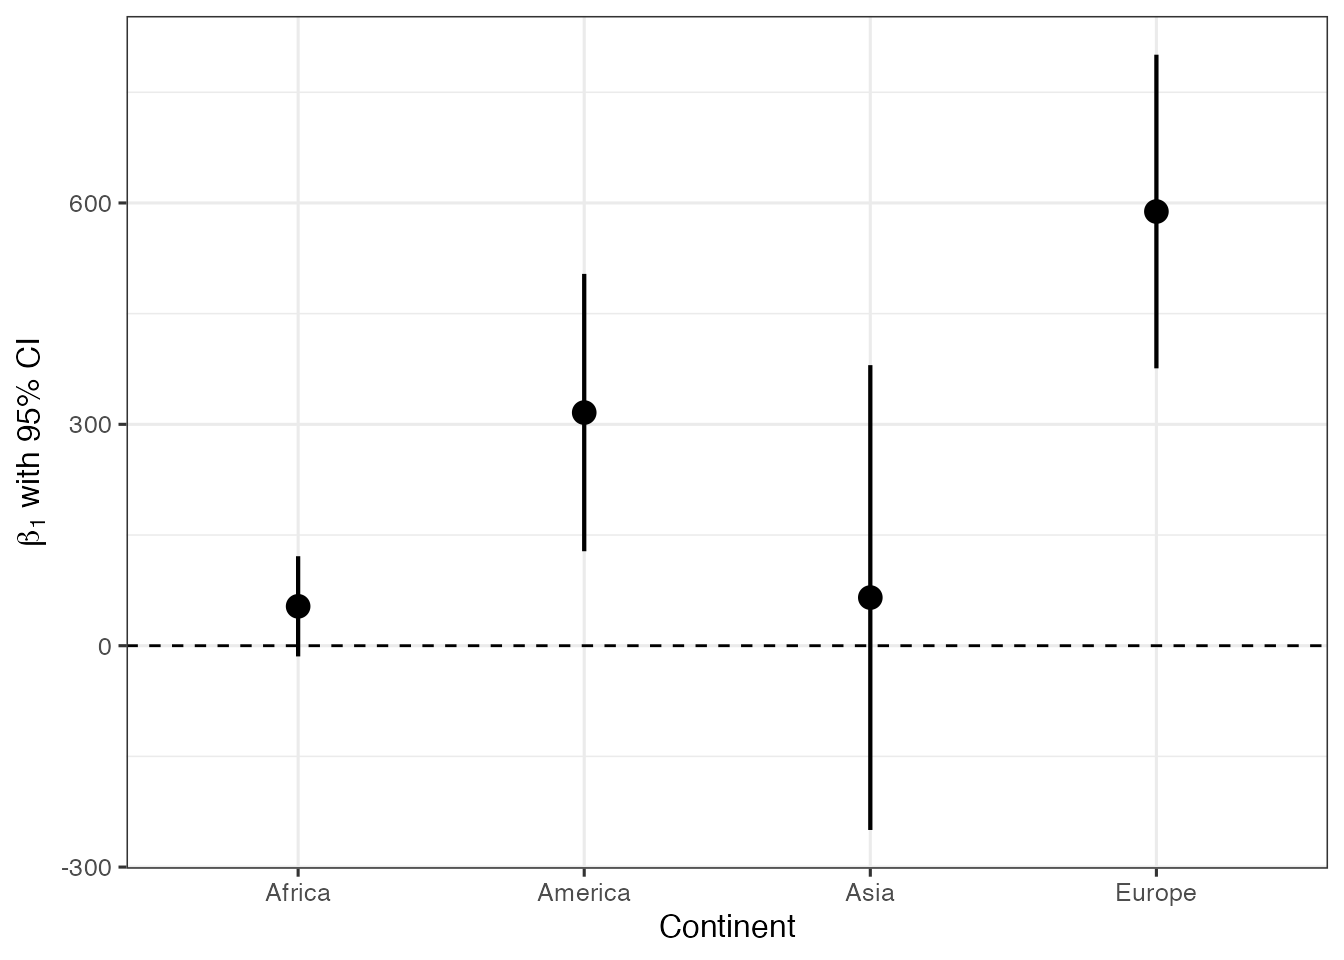 β1 with 95% CI
600
300
0
-300
Africa
America
Asia
Europe
Continent